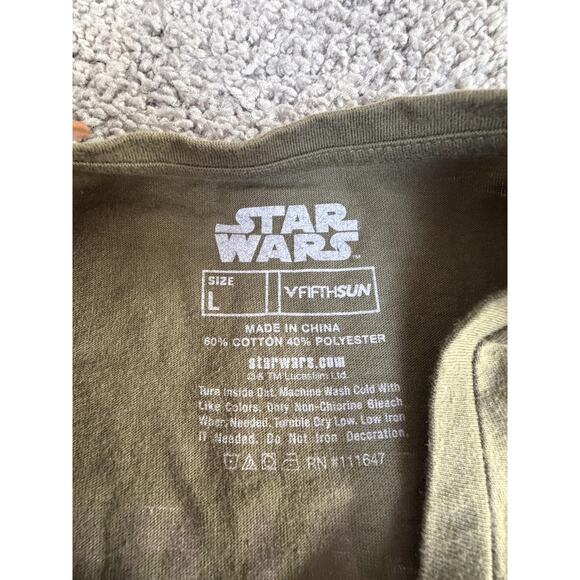 STAR
WARS™
SIZE
L
FIFTHSUN
MADE IN CHINA
60% COTTON 40% POLYESTER
starwars.com
© & TM Lucasfilm Ltd.
Turn Inside Out. Machine Wash Cold With
Like Colors. Only Non-Chlorine Bleach
When Needed. Tumble Dry Low. Low Iron
If Needed. Do Not Iron Decoration.
RN #111647